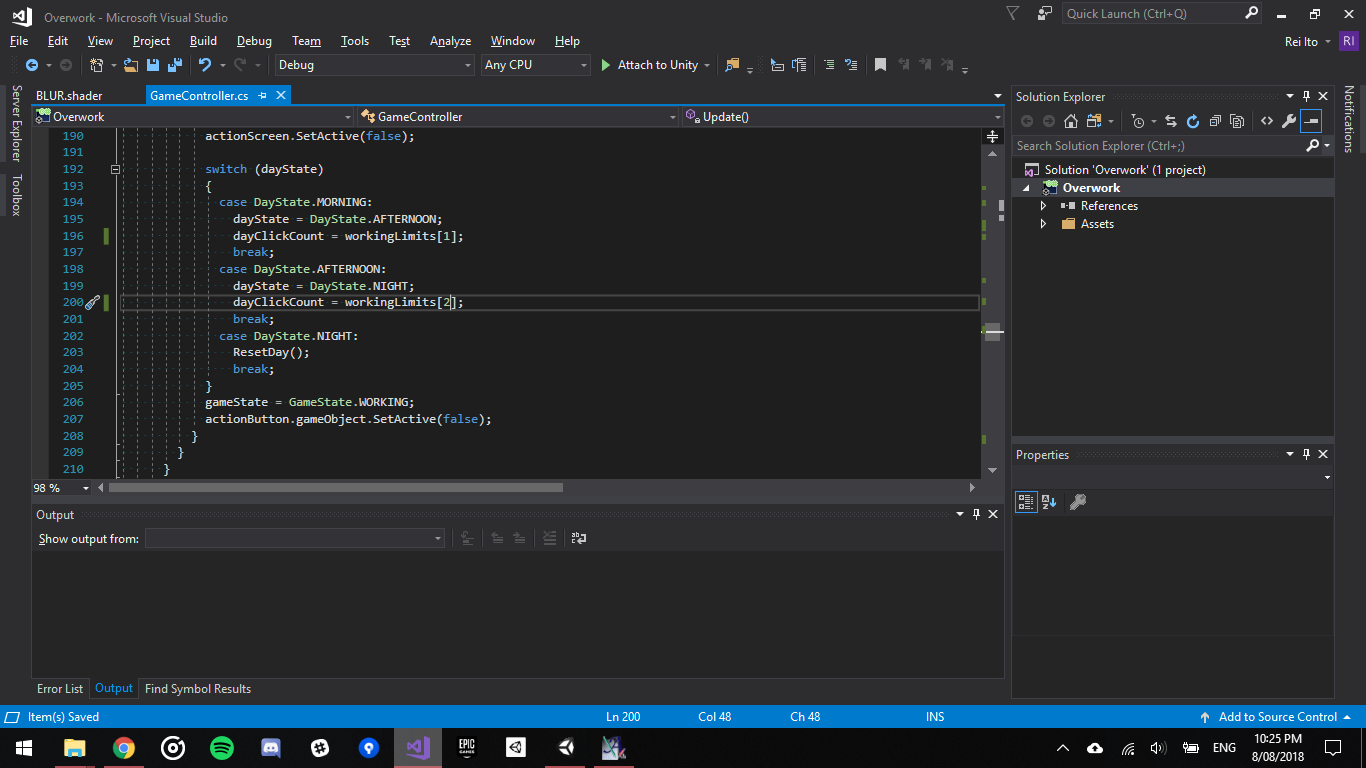 Overwork - Microsoft Visual Studio
Quick Launch (Ctrl+Q)
File Edit View Project Build Debug Team Tools Test Analyze Window Help
Rei Ito RI
Debug Any CPU Attach to Unity
Server Explorer
Toolbox
BLUR.shader GameController.cs
Overwork GameController Update()
190 actionScreen.SetActive(false);
191
192 switch (dayState)
193 {
194 case DayState.MORNING:
195 dayState = DayState.AFTERNOON;
196 dayClickCount = workingLimits[1];
197 break;
198 case DayState.AFTERNOON:
199 dayState = DayState.NIGHT;
200 dayClickCount = workingLimits[2];
201 break;
202 case DayState.NIGHT:
203 ResetDay();
204 break;
205 }
206 gameState = GameState.WORKING;
207 actionButton.gameObject.SetActive(false);
208 }
209 }
210 }
98 %
Output
Show output from:
Error List Output Find Symbol Results
Solution Explorer
Search Solution Explorer (Ctrl+;)
Solution 'Overwork' (1 project)
Overwork
References
Assets
Properties
Notifications
Item(s) Saved Ln 200 Col 48 Ch 48 INS Add to Source Control
EPIC
GAMES
ENG
10:25 PM
8/08/2018